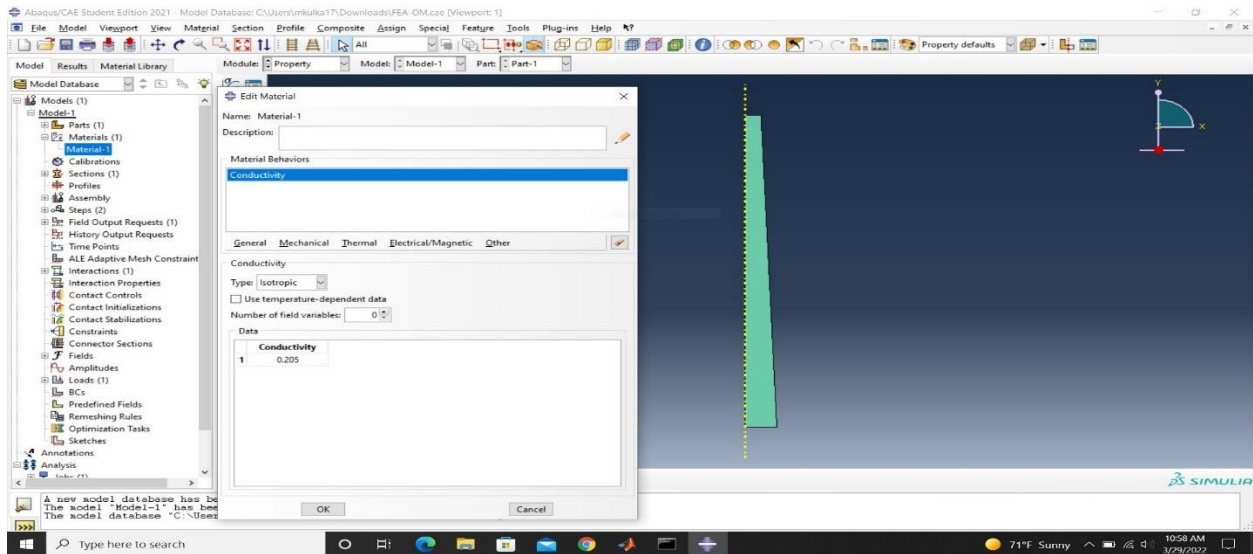 Abaqus/CAE Student Edition 2021 - Model Database: C:\Users\mkulka17\Downloads\FEA-OM.cae [Viewport: 1]
File Model Viewport View Material Section Profile Composite Assign Special Feature Tools Plug-ins Help
All Property defaults
Model Results Material Library Module: Property Model: Model-1 Part: Part-1
Model Database
Models (1)
Model-1
Parts (1)
Materials (1)
Material-1
Calibrations
Sections (1)
Profiles
Assembly
Steps (2)
Field Output Requests (1)
History Output Requests
Time Points
ALE Adaptive Mesh Constraint
Interactions (1)
Interaction Properties
Contact Controls
Contact Initializations
Contact Stabilizations
Constraints
Connector Sections
Fields
Amplitudes
Loads (1)
BCs
Predefined Fields
Remeshing Rules
Optimization Tasks
Sketches
Annotations
Analysis
Jobs (1)
Edit Material
Name: Material-1
Description:
Material Behaviors
Conductivity
General Mechanical Thermal Electrical/Magnetic Other
Conductivity
Type: Isotropic
Use temperature-dependent data
Number of field variables: 0
Data
Conductivity
1 0.205
OK Cancel
Y
Z X
SIMULIA
A new model database has be
The model "Model-1" has bee
The model database "C:\User
>>>
Type here to search
71°F Sunny
10:58 AM
3/29/2022